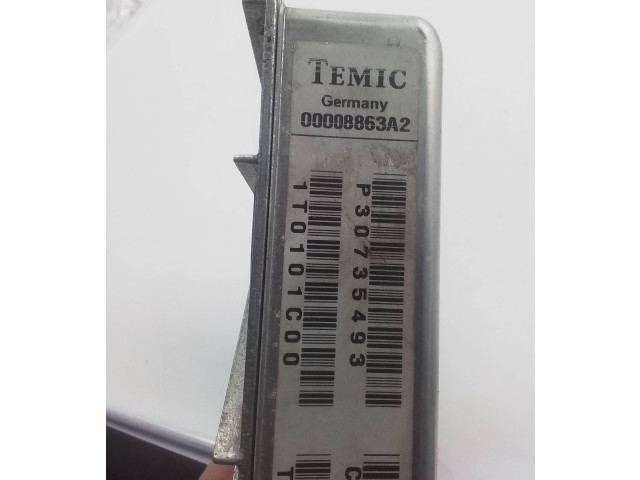 TEMIC
Germany
00008863A2
P30735493
1T0101C00
C
T